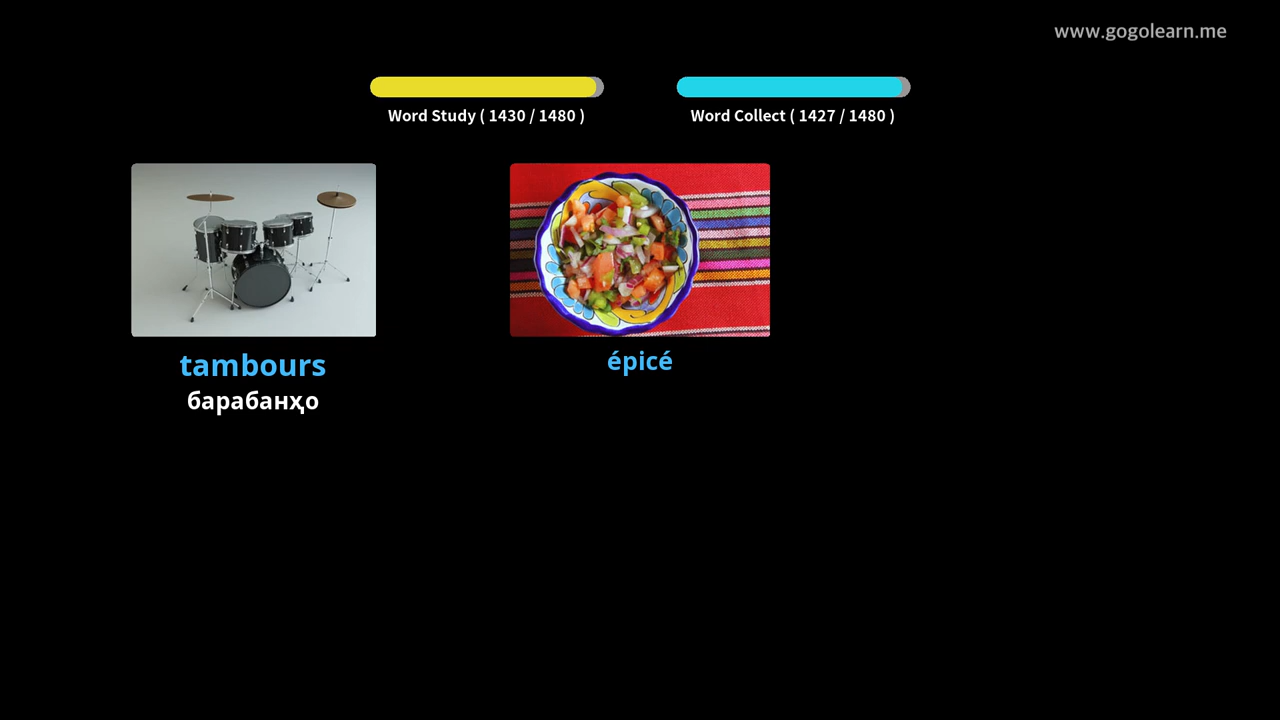 www.gogolearn.me
Word Study ( 1430 / 1480 )
Word Collect ( 1427 / 1480 )
tambours
барабанҳо
épicé